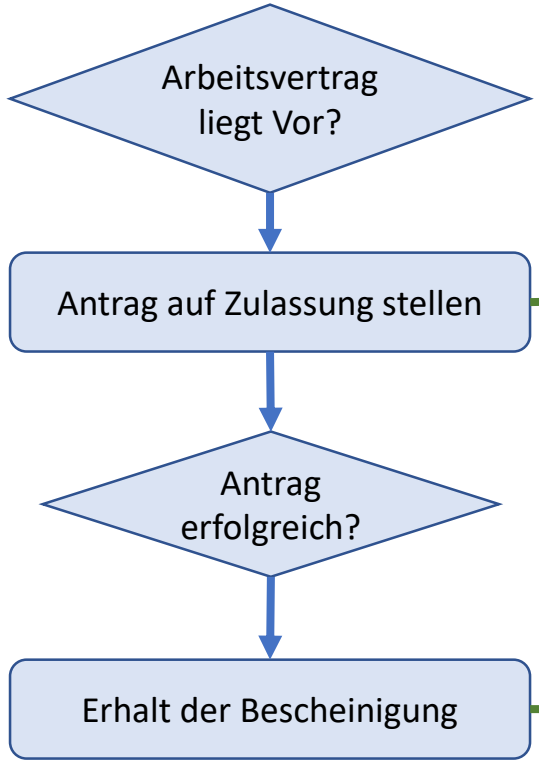 Arbeitsvertrag
liegt Vor?
Antrag auf Zulassung stellen
Antrag
erfolgreich?
Erhalt der Bescheinigung